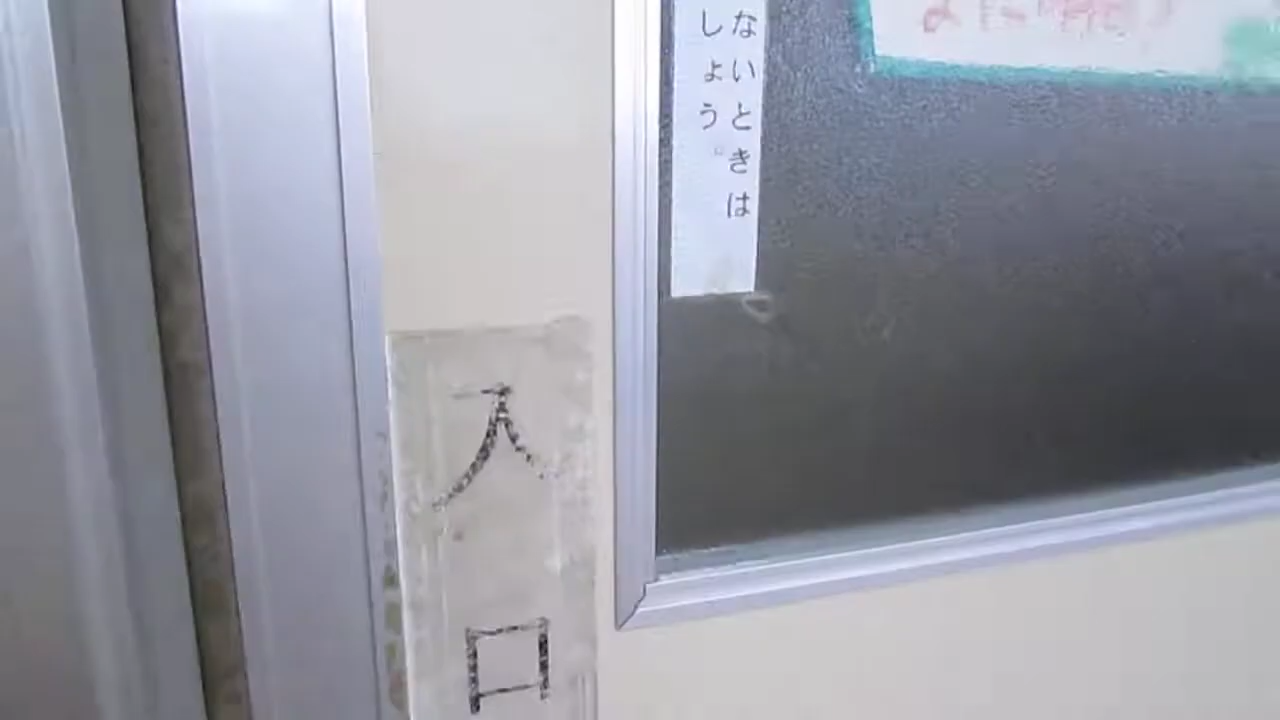 ないときは
しょう。
入口